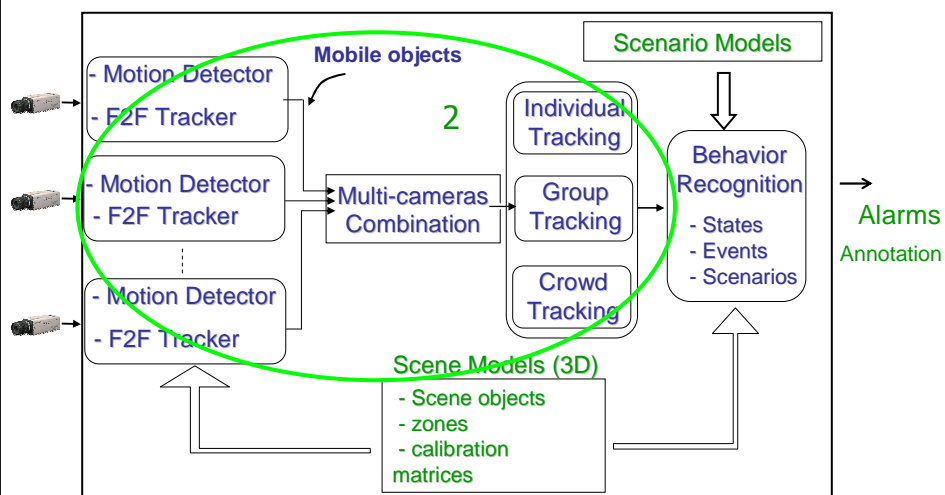 Scenario Models
Mobile objects
- Motion Detector
- F2F Tracker
2
Individual
Tracking
- Motion Detector
- F2F Tracker
Multi-cameras
Combination
Group
Tracking
Behavior
Recognition
- States
- Events
- Scenarios
Alarms
Annotation
- Motion Detector
- F2F Tracker
Crowd
Tracking
Scene Models (3D)
- Scene objects
- zones
- calibration
matrices